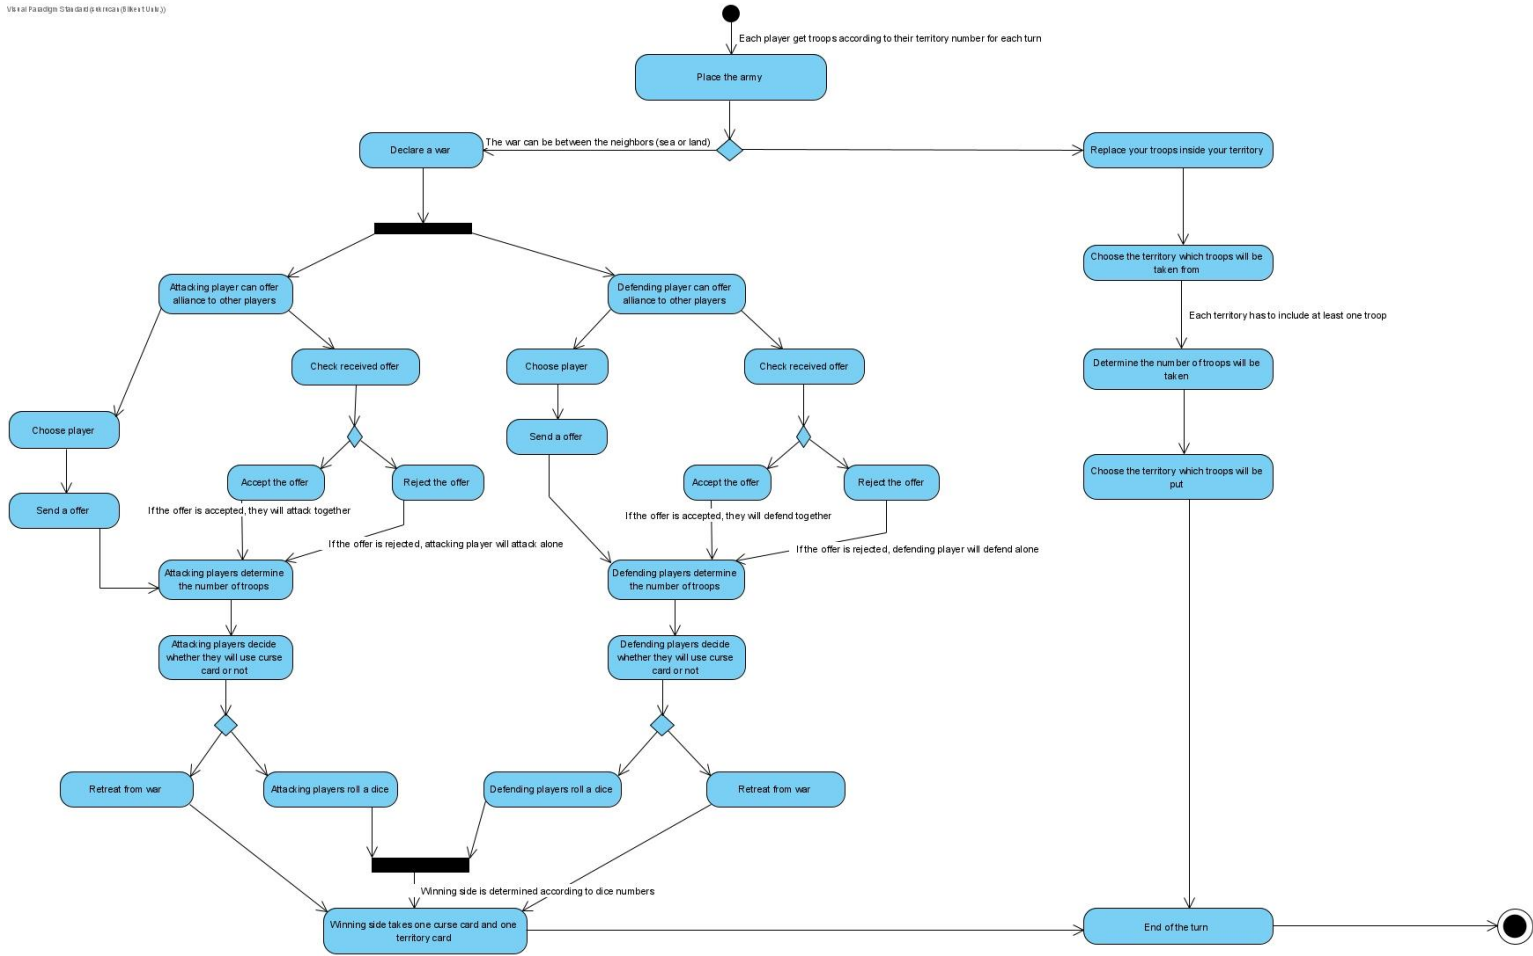 Visual Paradigm Standard(
(Bilkent Univ.))
Each player get troops according to their territory number for each turn
Place the army
Declare a war
The war can be between the neighbors (sea or land)
Replace your troops inside your territory
Choose the territory which troops will be
taken from
Attacking player can offer
alliance to other players
Defending player can offer
alliance to other players
Each territory has to include at least one troop
Check received offer
Choose player
Check received offer
Determine the number of troops will be
taken
Choose player
Send a offer
Accept the offer
Reject the offer
Accept the offer
Reject the offer
Choose the territory which troops will be
put
Send a offer
If the offer is accepted, they will attack together
If the offer is accepted, they will defend together
If the offer is rejected, attacking player will attack alone
If the offer is rejected, defending player will defend alone
Attacking players determine
the number of troops
Defending players determine
the number of troops
Attacking players decide
whether they will use curse
card or not
Defending players decide
whether they will use curse
card or not
Retreat from war
Attacking players roll a dice
Defending players roll a dice
Retreat from war
Winning side is determined according to dice numbers
Winning side takes one curse card and one
territory card
End of the turn